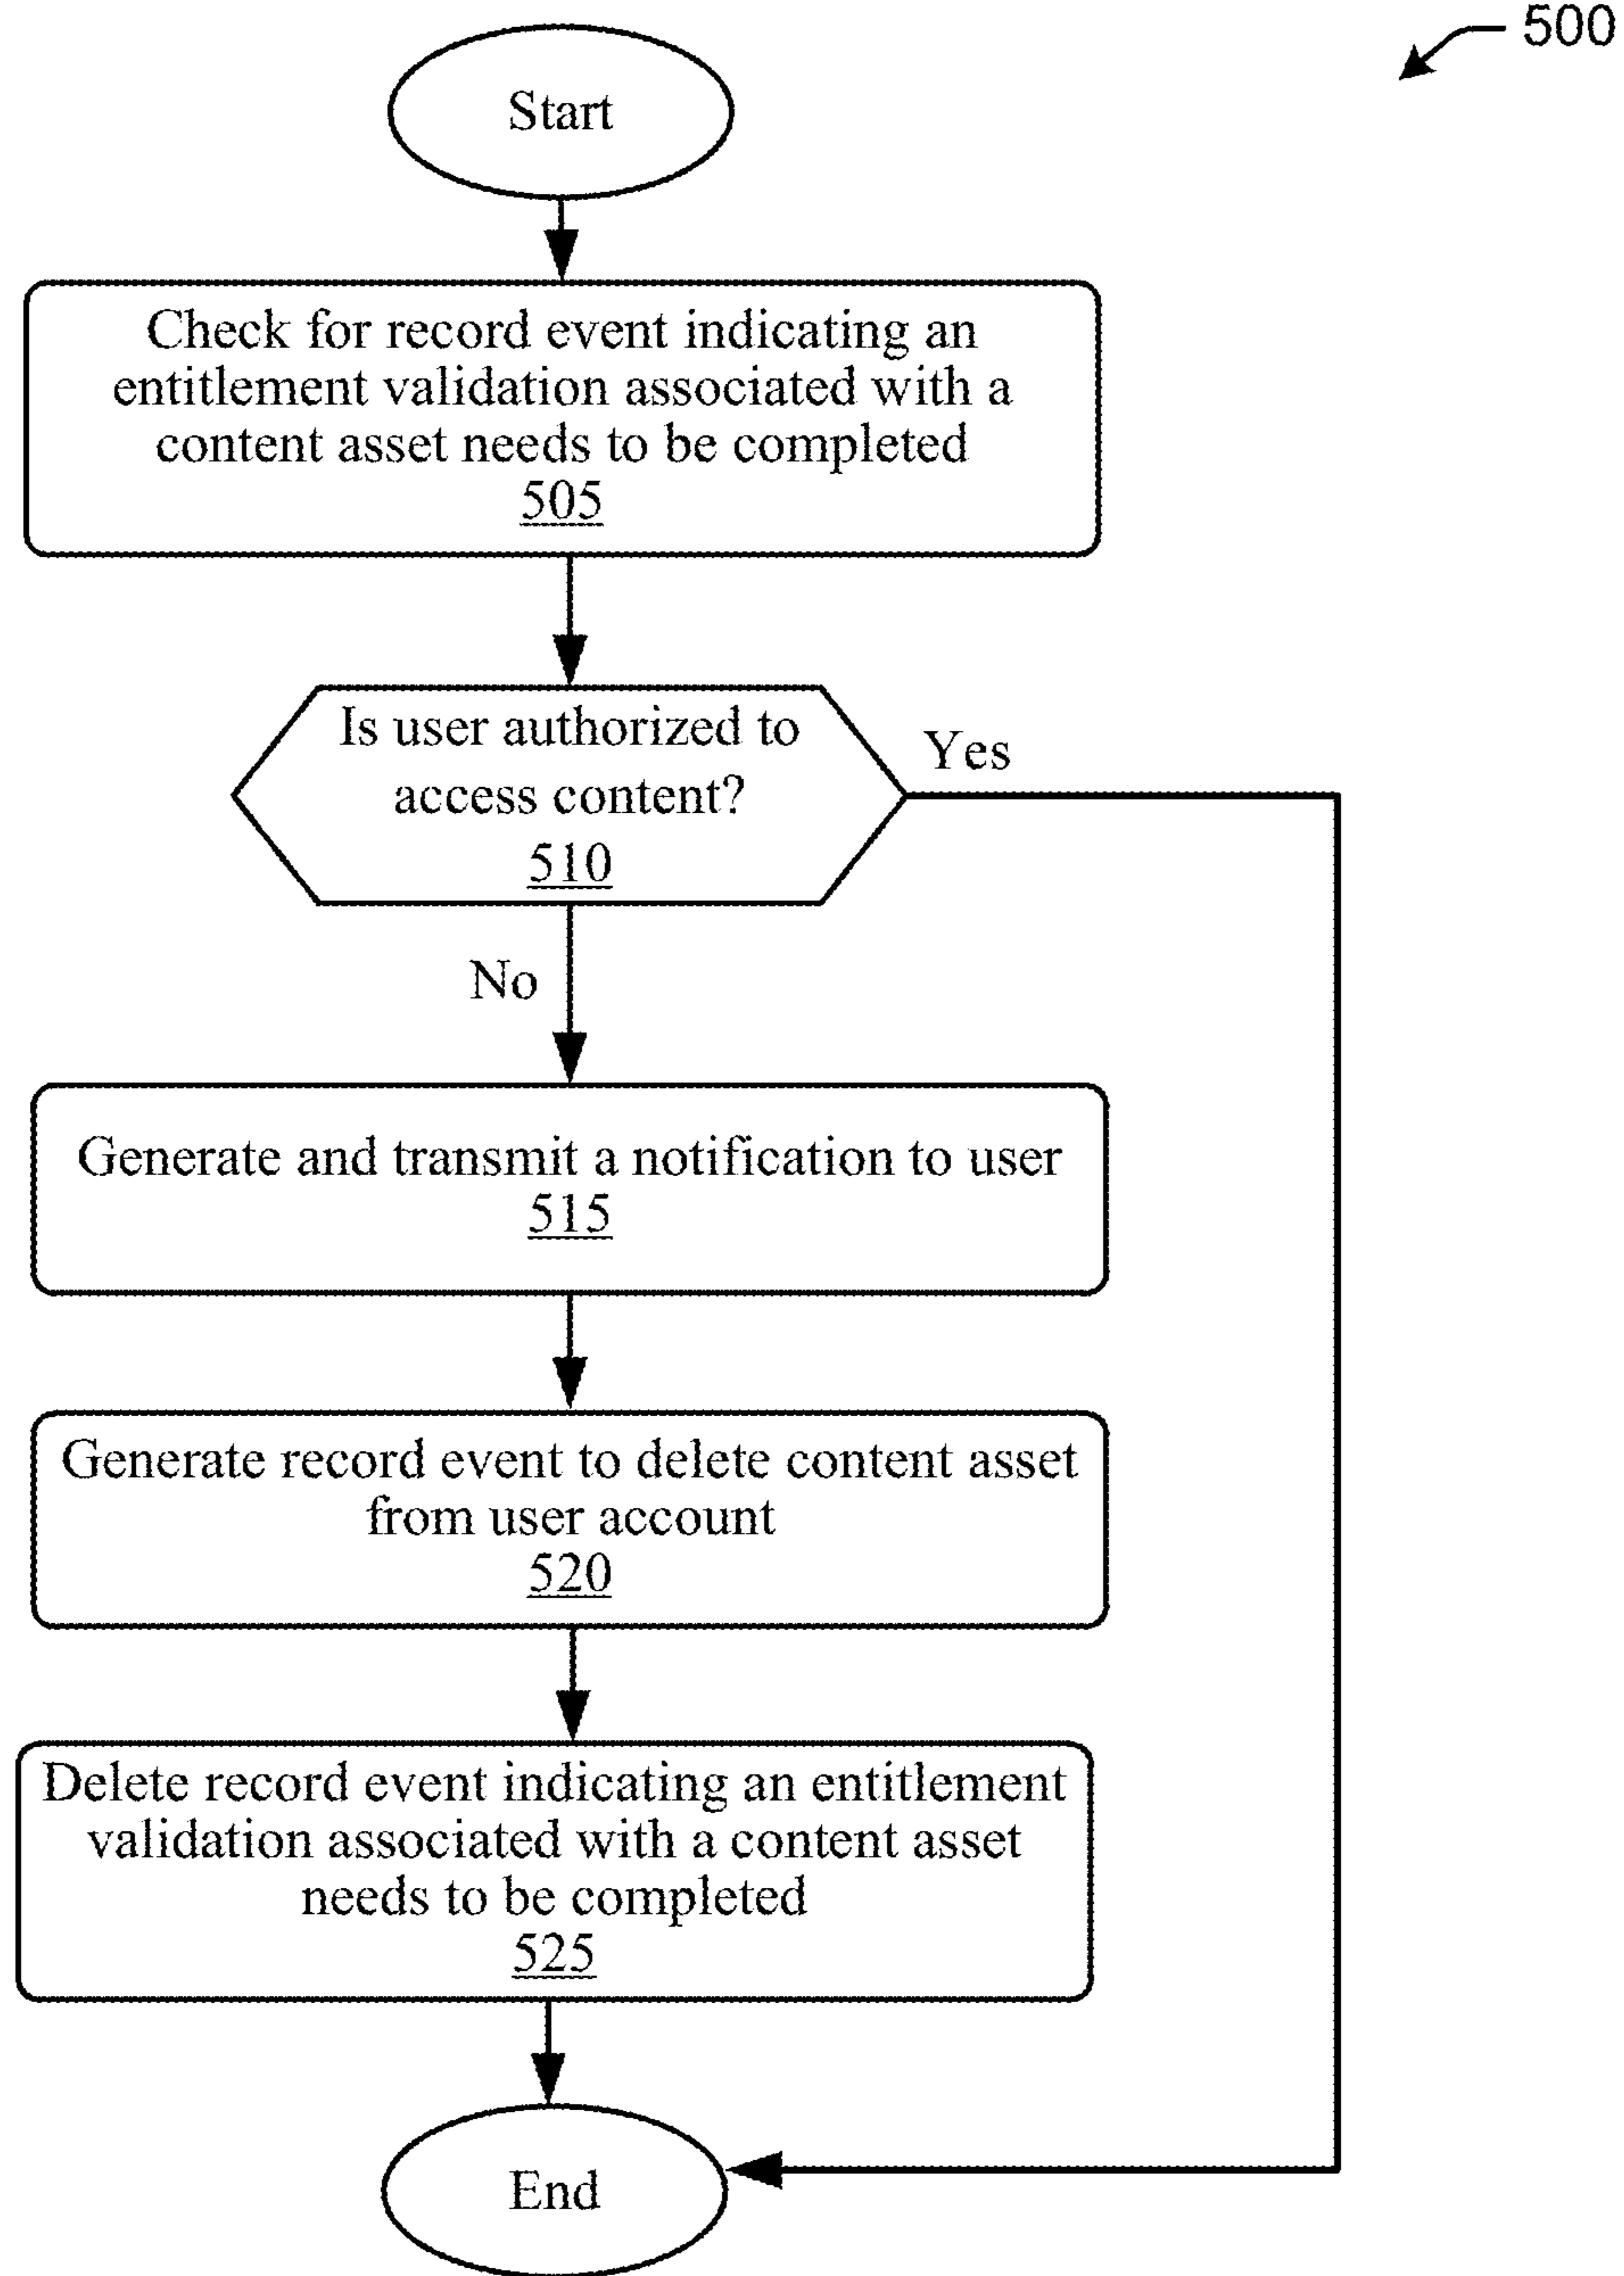 500
Start
Check for record event indicating an
entitlement validation associated with a
content asset needs to be completed
505
Is user authorized to
access content?
510
Yes
No
Generate and transmit a notification to user
515
Generate record event to delete content asset
from user account
520
Delete record event indicating an entitlement
validation associated with a content asset
needs to be completed
525
End